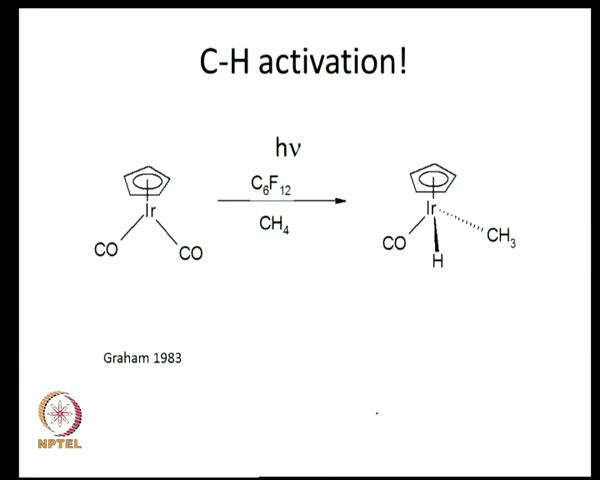 C-H activation!
hν
C₆F₁₂
CH₄
Ir
CO
CO
Ir
CO
H
CH₃
Graham 1983
NPTEL